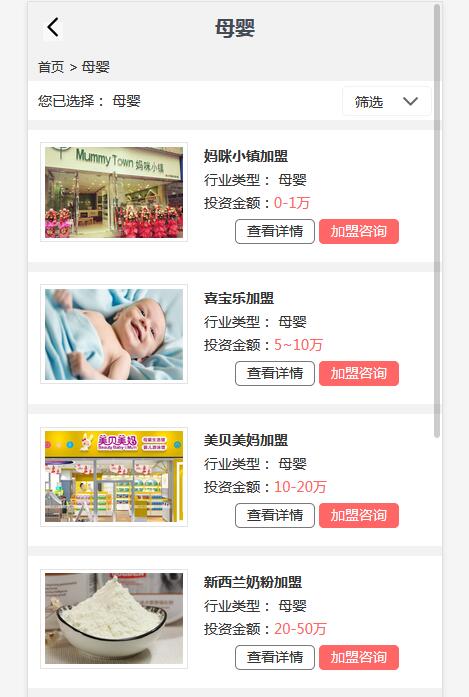 母婴
首页 > 母婴
您已选择： 母婴
筛选
Mummy Town 妈咪小镇
妈咪小镇加盟
行业类型： 母婴
投资金额：0-1万
查看详情
加盟咨询
喜宝乐加盟
行业类型： 母婴
投资金额：5~10万
查看详情
加盟咨询
美贝美妈
美贝美妈加盟
行业类型： 母婴
投资金额：10-20万
查看详情
加盟咨询
新西兰奶粉加盟
行业类型： 母婴
投资金额：20-50万
查看详情
加盟咨询